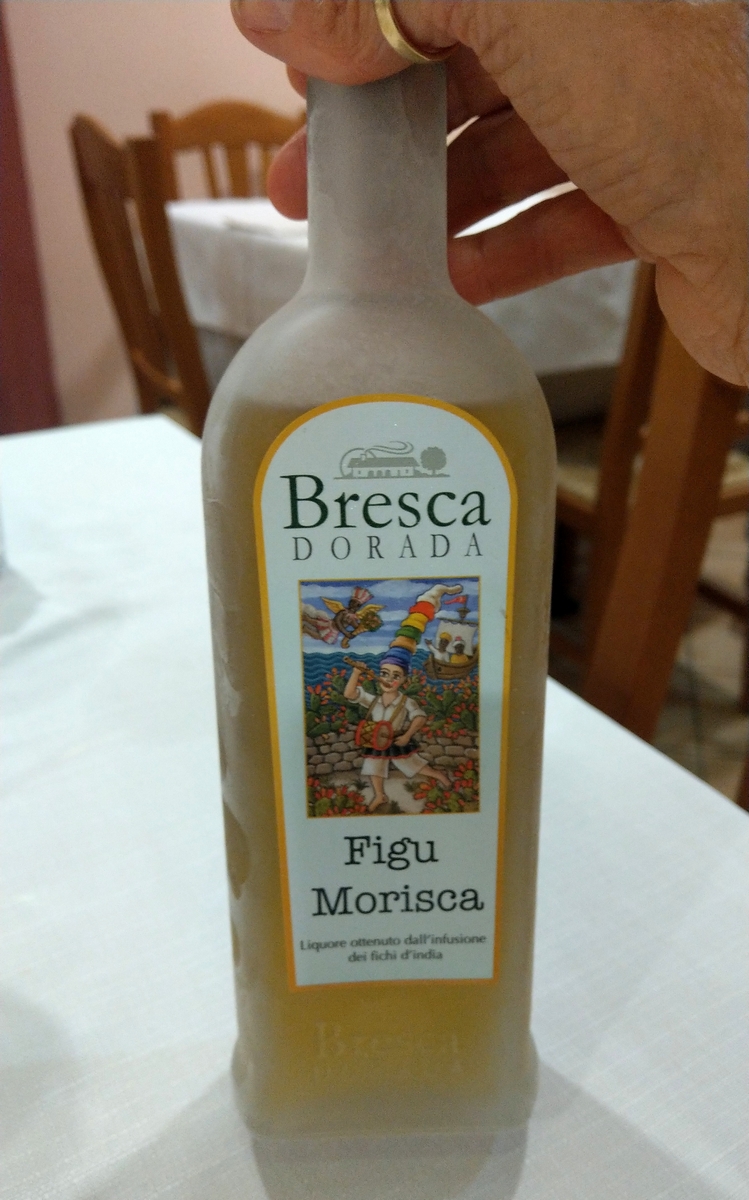 Bresca
DORADA
Figu
Morisca
Liquore ottenuto dall'infusione
dei fichi d'india
Bresca